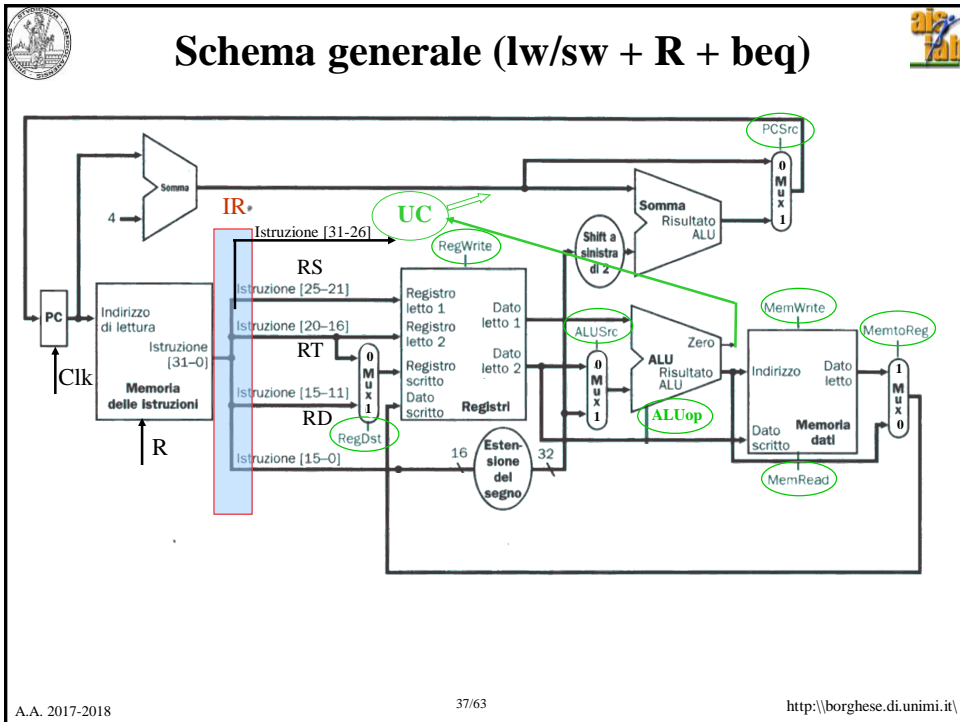 Schema generale (lw/sw + R + beq)
PCSrc
0
M
u
x
1
Somma
4
IR
UC
Somma
Risultato
ALU
Istruzione [31-26]
RegWrite
Shift a
sinistra
di 2
RS
Istruzione [25–21]
Registro
letto 1
Dato
letto 1
MemWrite
MemtoReg
PC
Indirizzo
di lettura
Istruzione
[31–0]
Istruzione [20–16]
RT
Registro
letto 2
ALUSrc
Zero
ALU
Risultato
ALU
Indirizzo
Dato
letto
1
M
u
x
0
Clk
Memoria
delle istruzioni
0
M
u
x
1
Registro
scritto
Dato
scritto
Dato
letto 2
Registri
0
M
u
x
1
Istruzione [15–11]
RD
RegDst
ALUop
Dato
scritto
Memoria
dati
R
Istruzione [15–0]
16
Esten-
sione
del
segno
32
MemRead
A.A. 2017-2018
37/63
http:\\borghese.di.unimi.it\